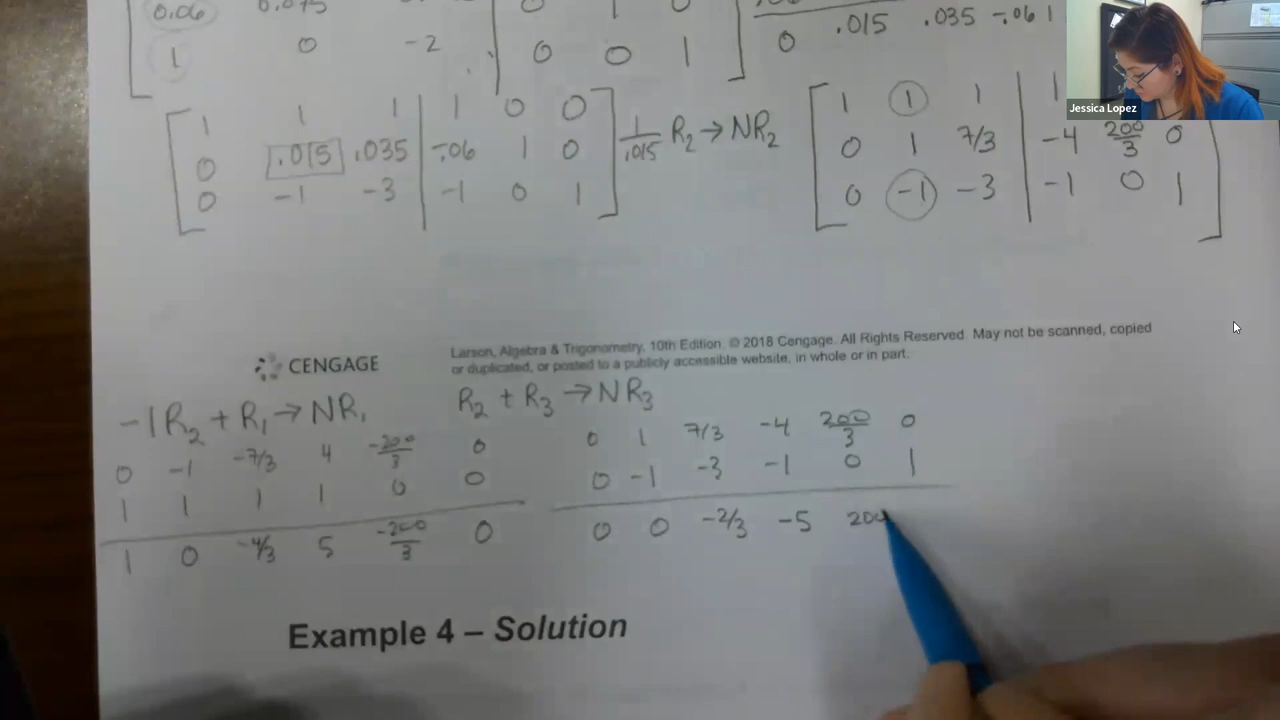 0.06 0.075
1 0 -2 0 0 1
.015 .035 -.06 1
0
Jessica Lopez
1 1 1 1 0 0
0 .015 .035 -.06 1 0
0 -1 -3 -1 0 1
1/.015 R₂ → NR₂
1 1 1 1
0 1 7/3 -4 200/3 0
0 -1 -3 -1 0 1
CENGAGE
Larson, Algebra & Trigonometry, 10th Edition. © 2018 Cengage. All Rights Reserved. May not be scanned, copied
or duplicated, or posted to a publicly accessible website, in whole or in part.
-1R₂ + R₁ → NR₁
0 -1 -7/3 4 -200/3 0
1 1 1 1 0 0
1 0 -4/3 5 -200/3 0
R₂ + R₃ → NR₃
0 1 7/3 -4 200/3 0
0 -1 -3 -1 0 1
0 0 -2/3 -5 200
Example 4 – Solution